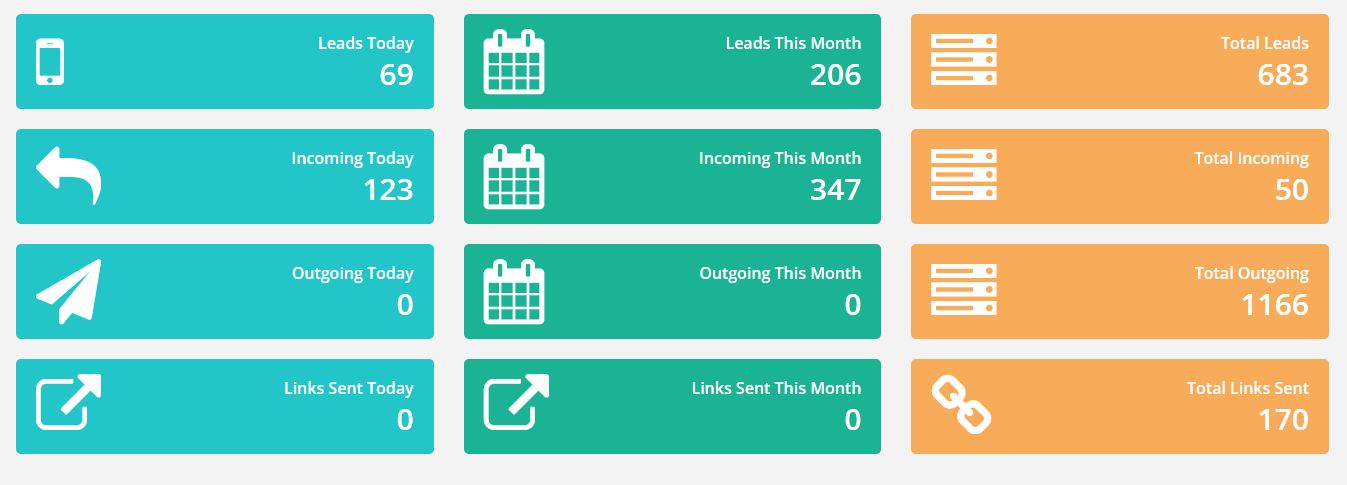 Leads Today
69
Leads This Month
206
Total Leads
683
Incoming Today
123
Incoming This Month
347
Total Incoming
50
Outgoing Today
0
Outgoing This Month
0
Total Outgoing
1166
Links Sent Today
0
Links Sent This Month
0
Total Links Sent
170